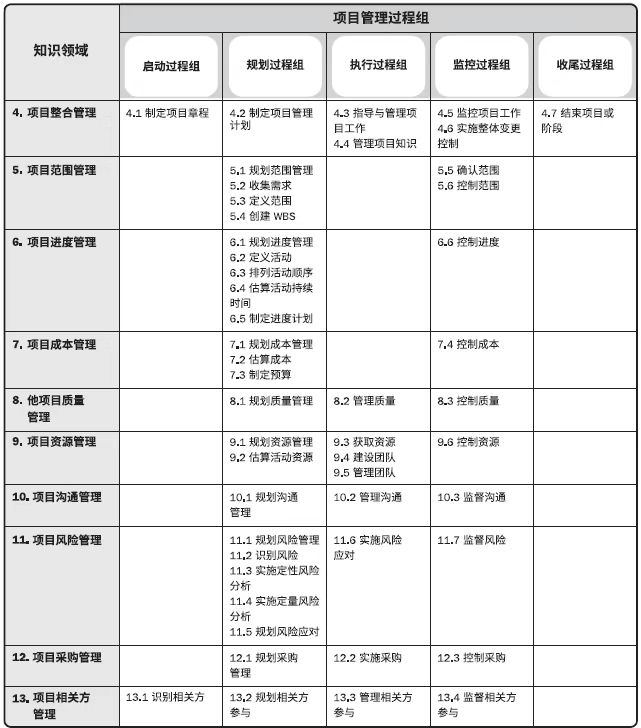 项目管理过程组
知识领域
启动过程组
规划过程组
执行过程组
监控过程组
收尾过程组
4. 项目整合管理
4.1 制定项目章程
4.2 制定项目管理
计划
4.3 指导与管理项
目工作
4.4 管理项目知识
4.5 监控项目工作
4.6 实施整体变更
控制
4.7 结束项目或
阶段
5. 项目范围管理
5.1 规划范围管理
5.2 收集需求
5.3 定义范围
5.4 创建 WBS
5.5 确认范围
5.6 控制范围
6. 项目进度管理
6.1 规划进度管理
6.2 定义活动
6.3 排列活动顺序
6.4 估算活动持续
时间
6.5 制定进度计划
6.6 控制进度
7. 项目成本管理
7.1 规划成本管理
7.2 估算成本
7.3 制定预算
7.4 控制成本
8. 他项目质量
管理
8.1 规划质量管理
8.2 管理质量
8.3 控制质量
9. 项目资源管理
9.1 规划资源管理
9.2 估算活动资源
9.3 获取资源
9.4 建设团队
9.5 管理团队
9.6 控制资源
10. 项目沟通管理
10.1 规划沟通
管理
10.2 管理沟通
10.3 监督沟通
11. 项目风险管理
11.1 规划风险管理
11.2 识别风险
11.3 实施定性风险
分析
11.4 实施定量风险
分析
11.5 规划风险应对
11.6 实施风险
应对
11.7 监督风险
12. 项目采购管理
12.1 规划采购
管理
12.2 实施采购
12.3 控制采购
13. 项目相关方
管理
13.1 识别相关方
13.2 规划相关方
参与
13.3 管理相关方
参与
13.4 监督相关方
参与